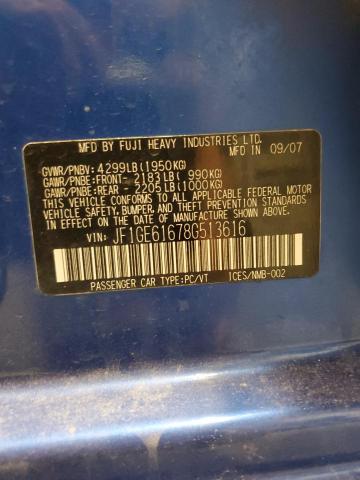 MFD BY FUJI HEAVY INDUSTRIES LTD.
MFD IN 09/07
GVWR/PNBV: 4299LB(1950KG)
GAWR/PNBE:FRONT- 2183LB( 990KG)
GAWR/PNBE:REAR - 2205LB(1000KG)
THIS VEHICLE CONFORMS TO ALL APPLICABLE FEDERAL MOTOR
VEHICLE SAFETY, BUMPER, AND THEFT PREVENTION STANDARDS
IN EFFECT ON THE DATE OF MANUFACTURE SHOWN ABOVE.
VIN: JF1GE61678G513616
PASSENGER CAR TYPE:PC/VT ICES/NMB-002